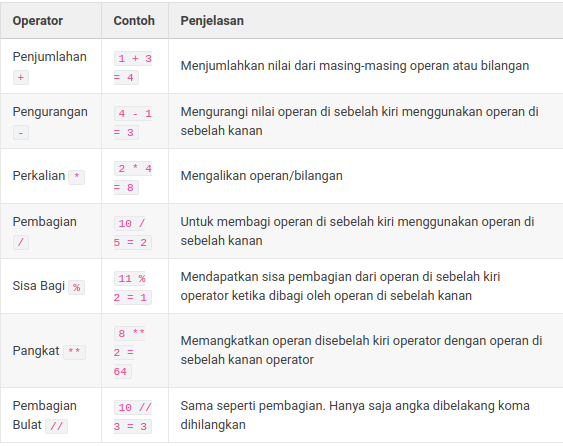 Operator Contoh Penjelasan
Penjumlahan
+
1 + 3
= 4
Menjumlahkan nilai dari masing-masing operan atau bilangan
Pengurangan
-
4 - 1
= 3
Mengurangi nilai operan di sebelah kiri menggunakan operan di
sebelah kanan
Perkalian *
2 * 4
= 8
Mengalikan operan/bilangan
Pembagian
/
10 /
5 = 2
Untuk membagi operan di sebelah kiri menggunakan operan di
sebelah kanan
Sisa Bagi %
11 %
2 = 1
Mendapatkan sisa pembagian dari operan di sebelah kiri
operator ketika dibagi oleh operan di sebelah kanan
Pangkat **
8 **
2 =
64
Memangkatkan operan disebelah kiri operator dengan operan di
sebelah kanan operator
Pembagian
Bulat //
10 //
3 = 3
Sama seperti pembagian. Hanya saja angka dibelakang koma
dihilangkan